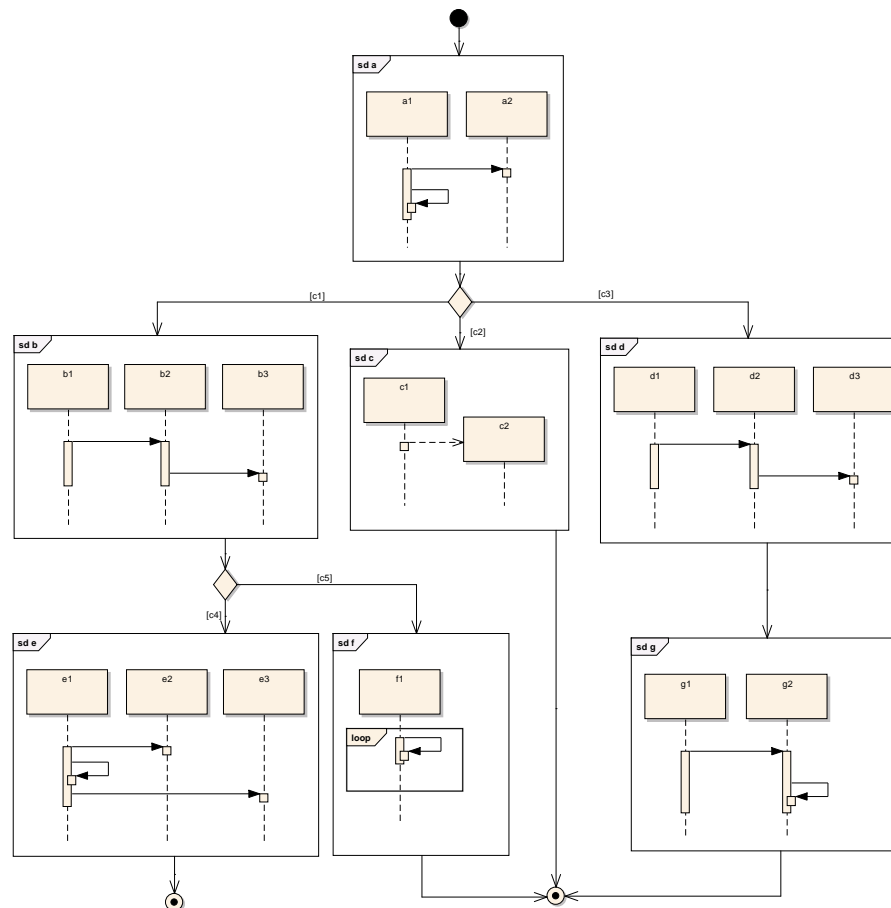 sd a
a1
a2
[c1]
[c3]
[c2]
sd b
b1
b2
b3
sd c
c1
c2
sd d
d1
d2
d3
[c5]
[c4]
sd e
e1
e2
e3
sd f
f1
loop
sd g
g1
g2